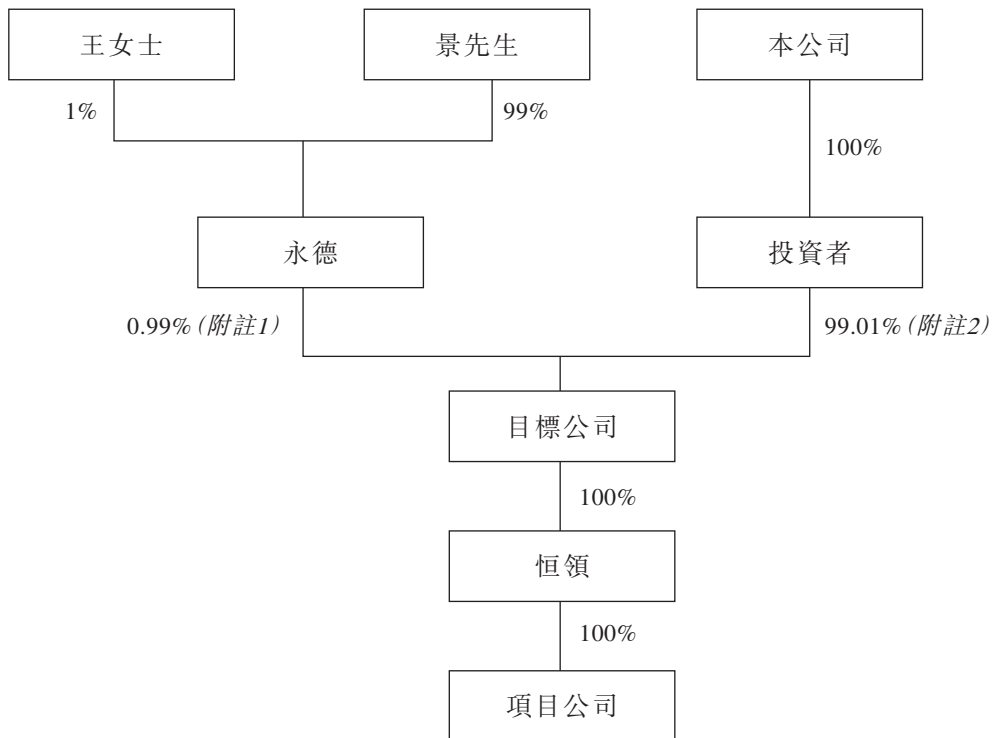 王女士 景先生 本公司
1% 99%
100%
永德 投資者
0.99% (附註1) 99.01% (附註2)
目標公司
100%
恒領
100%
項目公司